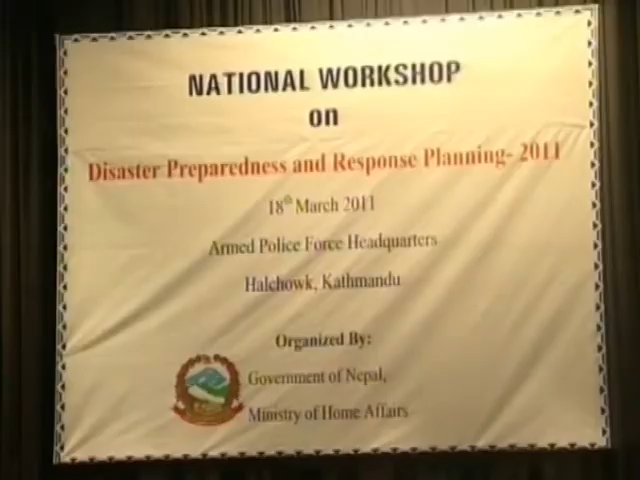 NATIONAL WORKSHOP
on
Disaster Preparedness and Response Planning- 2011
18th March 2011
Armed Police Force Headquarters
Halchowk, Kathmandu
Organized By:
Government of Nepal,
Ministry of Home Affairs